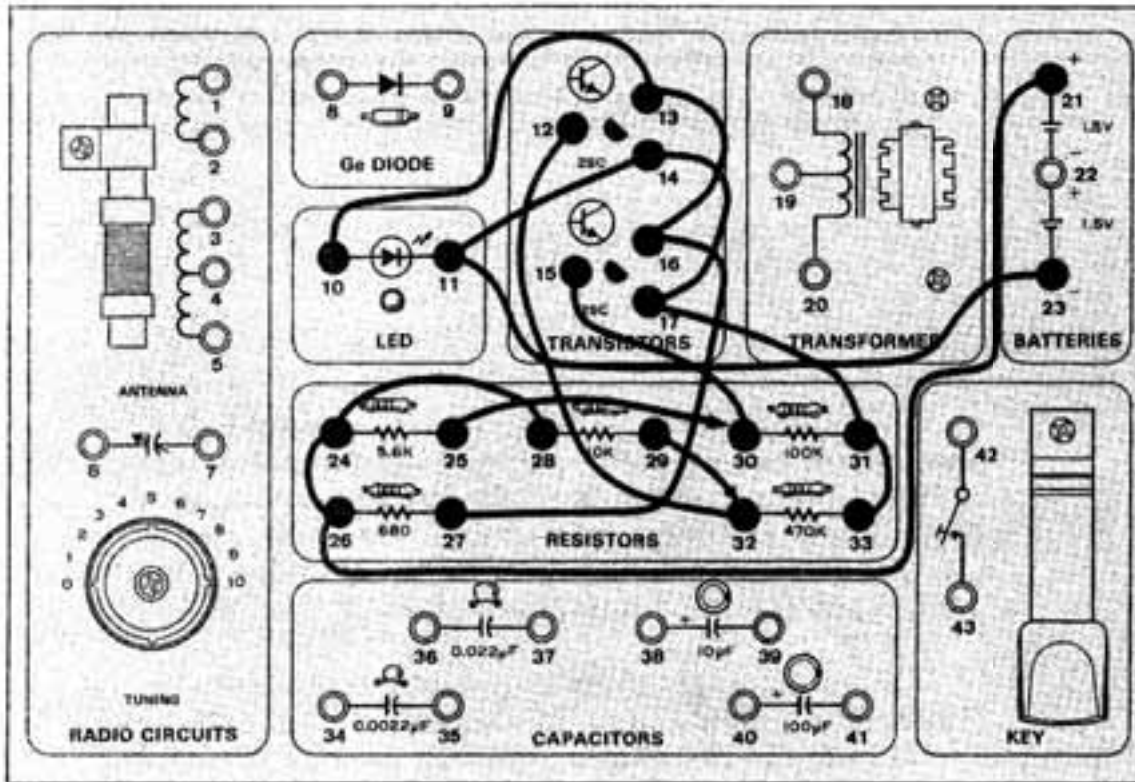 1
2
3
4
5
ANTENNA
6
7
0 1 2 3 4 5 6 7 8 9 10
TUNING
RADIO CIRCUITS
8
9
Ge DIODE
10
11
LED
12
13
14
2SC
15
16
17
2SC
TRANSISTORS
18
19
20
TRANSFORMER
+
21
1.5V
-
22
+
1.5V
-
23
BATTERIES
24
5.6K
25
28
10K
29
30
100K
31
26
680
27
RESISTORS
32
470K
33
36
0.022µF
37
38
+
10µF
39
34
0.0022µF
35
CAPACITORS
40
+
100µF
41
42
43
KEY